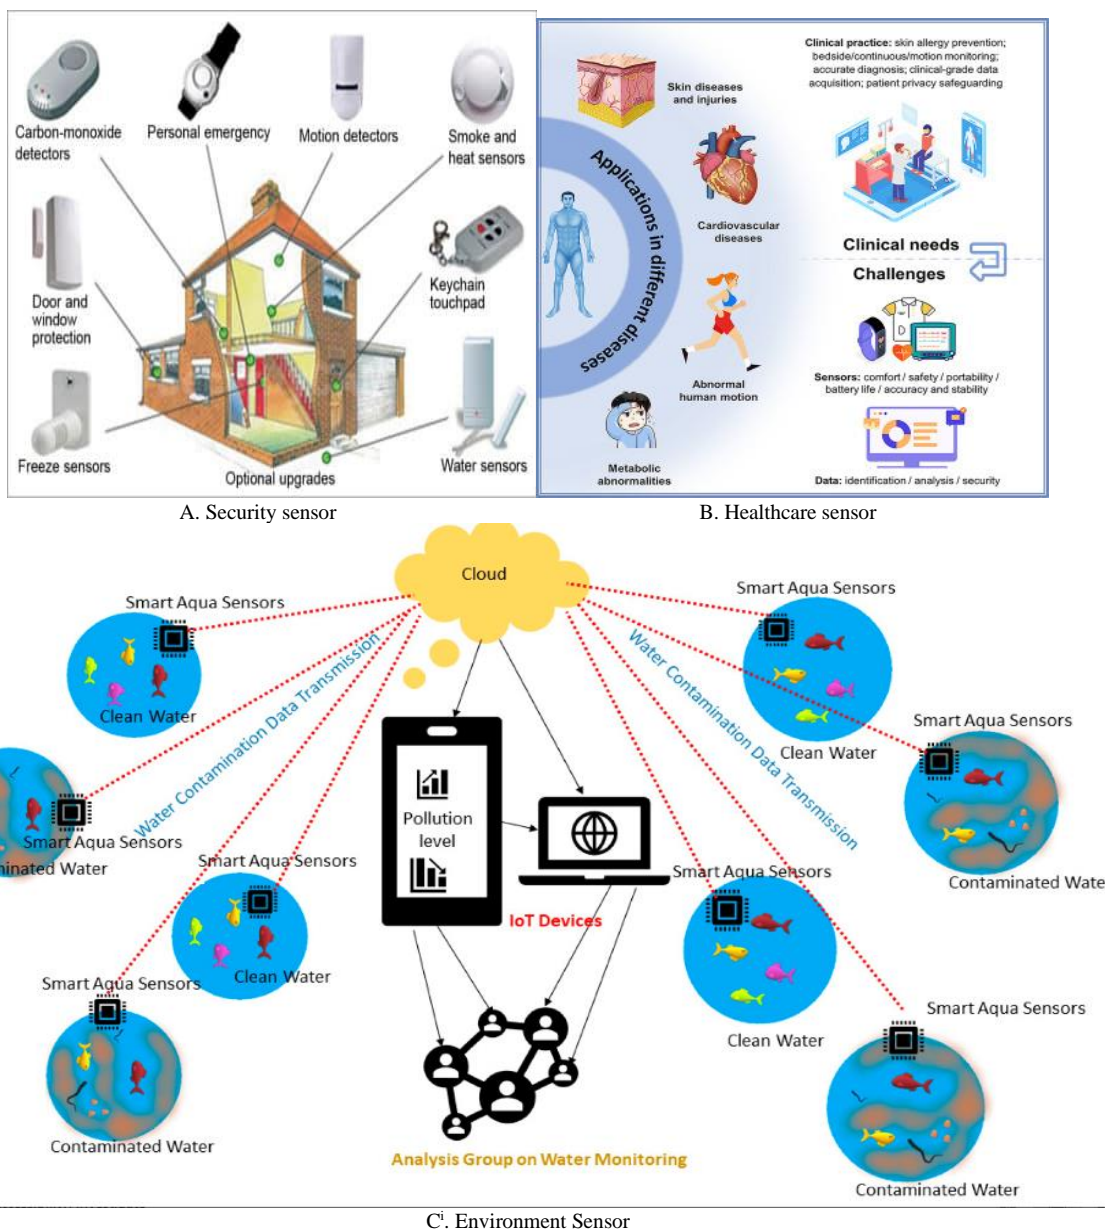 Carbon-monoxide
detectors
Personal emergency
Motion detectors
Smoke and
heat sensors
Door and
window
protection
Keychain
touchpad
Freeze sensors
Optional upgrades
Water sensors
A. Security sensor
Applications in different diseases
Skin diseases
and injuries
Cardiovascular
diseases
Abnormal
human motion
Metabolic
abnormalities
Clinical practice: skin allergy prevention;
bedside/continuous/motion monitoring;
accurate diagnosis; clinical-grade data
acquisition; patient privacy safeguarding
Clinical needs
Challenges
D
Sensors: comfort / safety / portability /
battery life / accuracy and stability
Data: identification / analysis / security
B. Healthcare sensor
Cloud
Smart Aqua Sensors
Clean Water
Water Contamination Data Transmission
Smart Aqua Sensors
minated Water
Smart Aqua Sensors
Clean Water
Smart Aqua Sensors
Contaminated Water
Pollution
level
IoT Devices
Analysis Group on Water Monitoring
Smart Aqua Sensors
Clean Water
Water Contamination Data Transmission
Smart Aqua Sensors
Contaminated Wate
Smart Aqua Sensors
Clean Water
Smart Aqua Sensors
Contaminated Water
Cⁱ. Environment Sensor